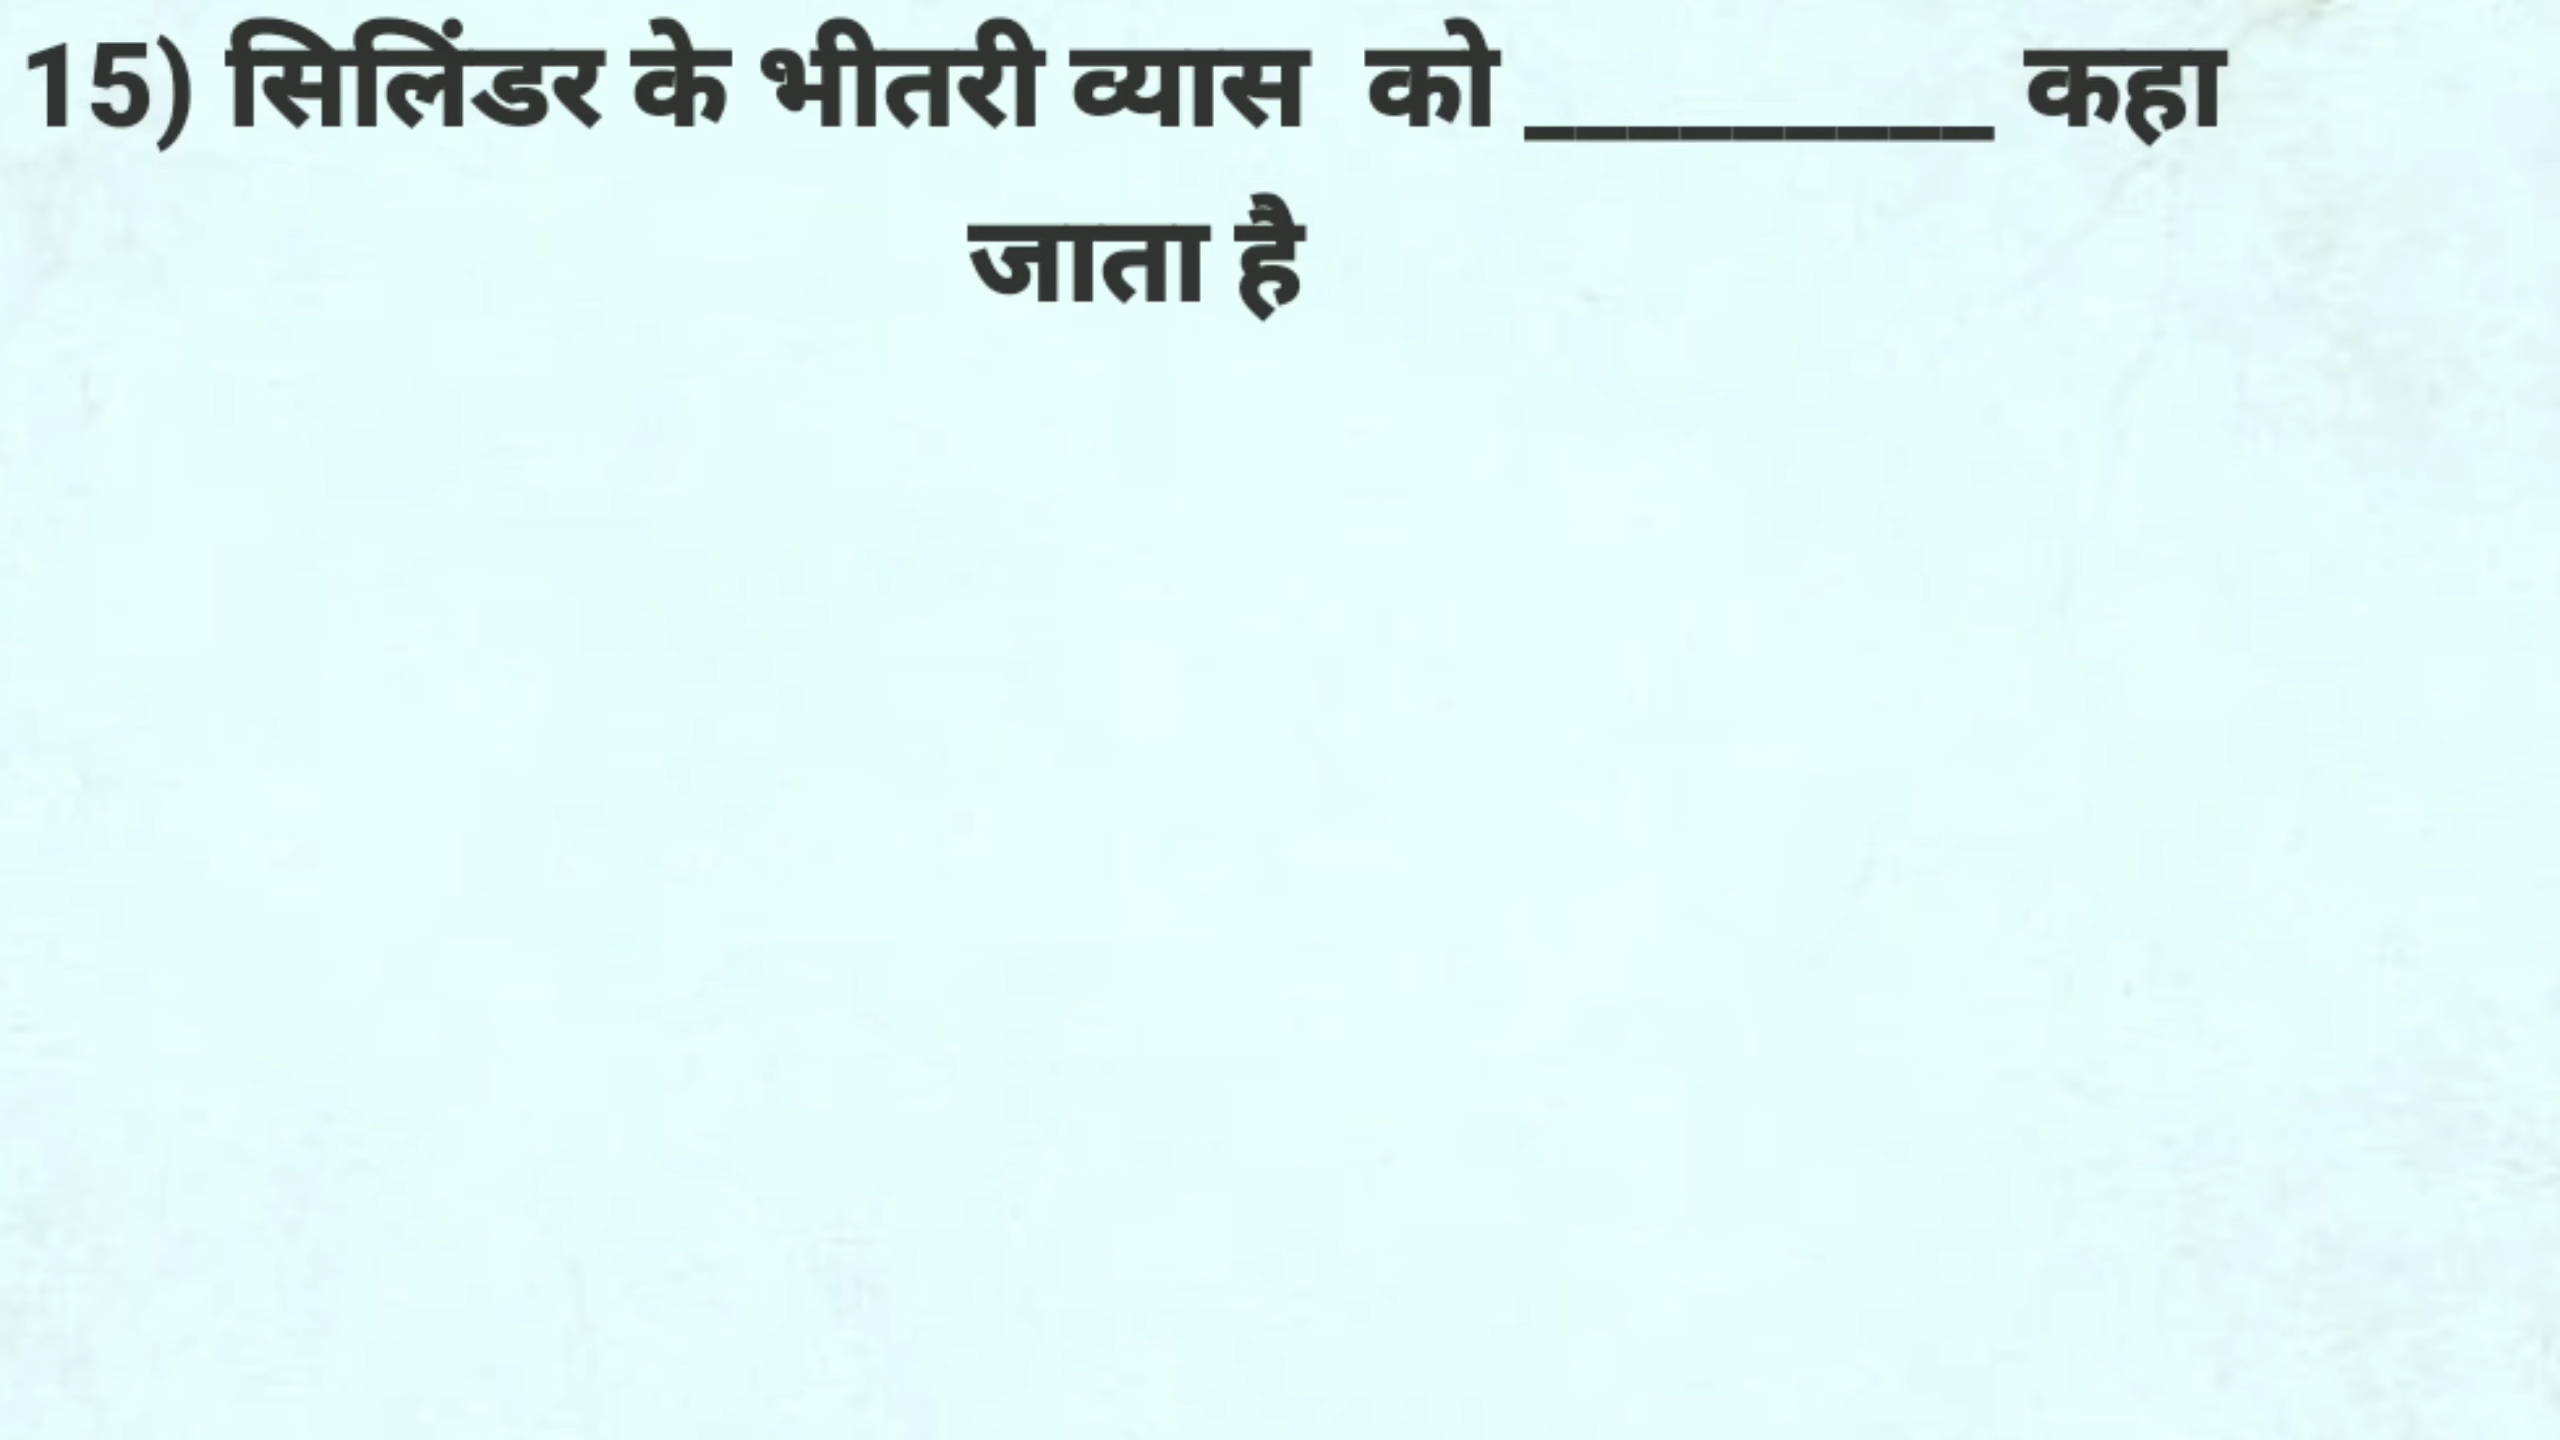 15) सिलिंडर के भीतरी व्यास  को _________ कहा
जाता है